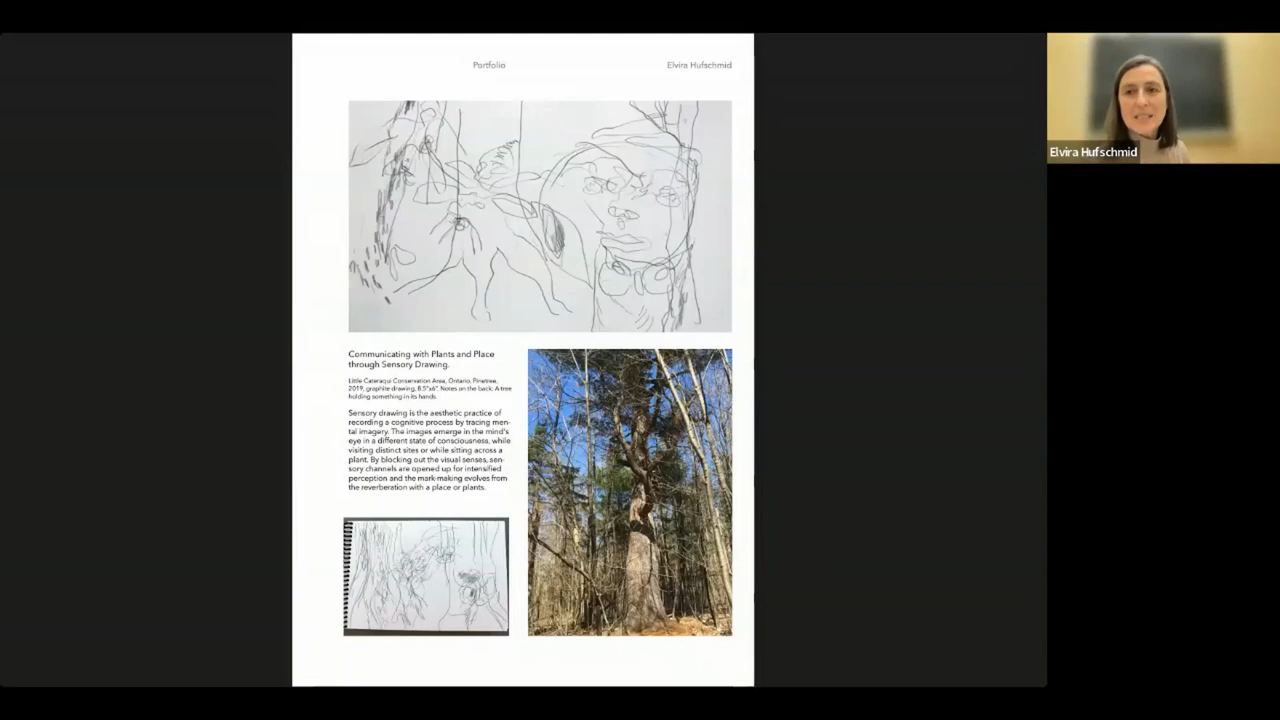 Portfolio
Elvira Hufschmid
Elvira Hufschmid
Communicating with Plants and Place
through Sensory Drawing.
Little Cataraqui Conservation Area, Ontario, Pinetree,
2019, graphite drawing, 8.5"x6". Notes on the back: A tree
holding something in its hands.
Sensory drawing is the aesthetic practice of
recording a cognitive process by tracing men-
tal imagery. The images emerge in the mind's
eye in a different state of consciousness, while
visiting distinct sites or while sitting across a
plant. By blocking out the visual senses, sen-
sory channels are opened up for intensified
perception and the mark-making evolves from
the reverberation with a place or plants.